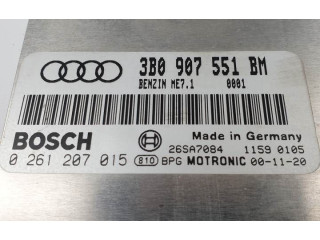 3B0 907 551 BM
BENZIN ME7.1 0001
Made in Germany
BOSCH 26SA7084 1159 0105
0 261 207 015 810 BPG MOTRONIC 00-11-20